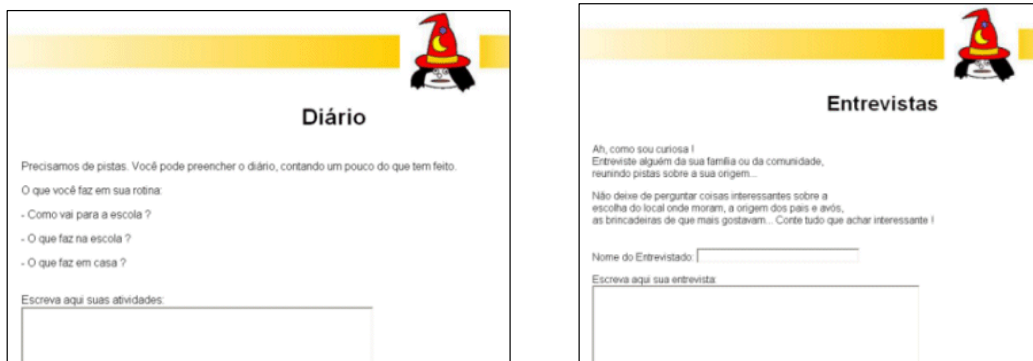 Diário
Precisamos de pistas. Você pode preencher o diário, contando um pouco do que tem feito.
O que você faz em sua rotina:
- Como vai para a escola ?
- O que faz na escola ?
- O que faz em casa ?
Escreva aqui suas atividades:
Entrevistas
Ah, como sou curiosa !
Entreviste alguém da sua família ou da comunidade,
reunindo pistas sobre a sua origem...
Não deixe de perguntar coisas interessantes sobre a
escolha do local onde moram, a origem dos pais e avós,
as brincadeiras de que mais gostavam... Conte tudo que achar interessante !
Nome do Entrevistado:
Escreva aqui sua entrevista: